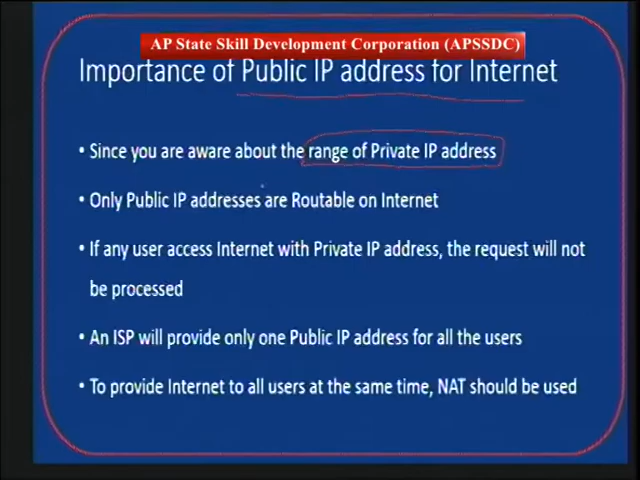 AP State Skill Development Corporation (APSSDC)
Importance of Public IP address for Internet
• Since you are aware about the range of Private IP address
• Only Public IP addresses are Routable on Internet
• If any user access Internet with Private IP address, the request will not
be processed
• An ISP will provide only one Public IP address for all the users
• To provide Internet to all users at the same time, NAT should be used